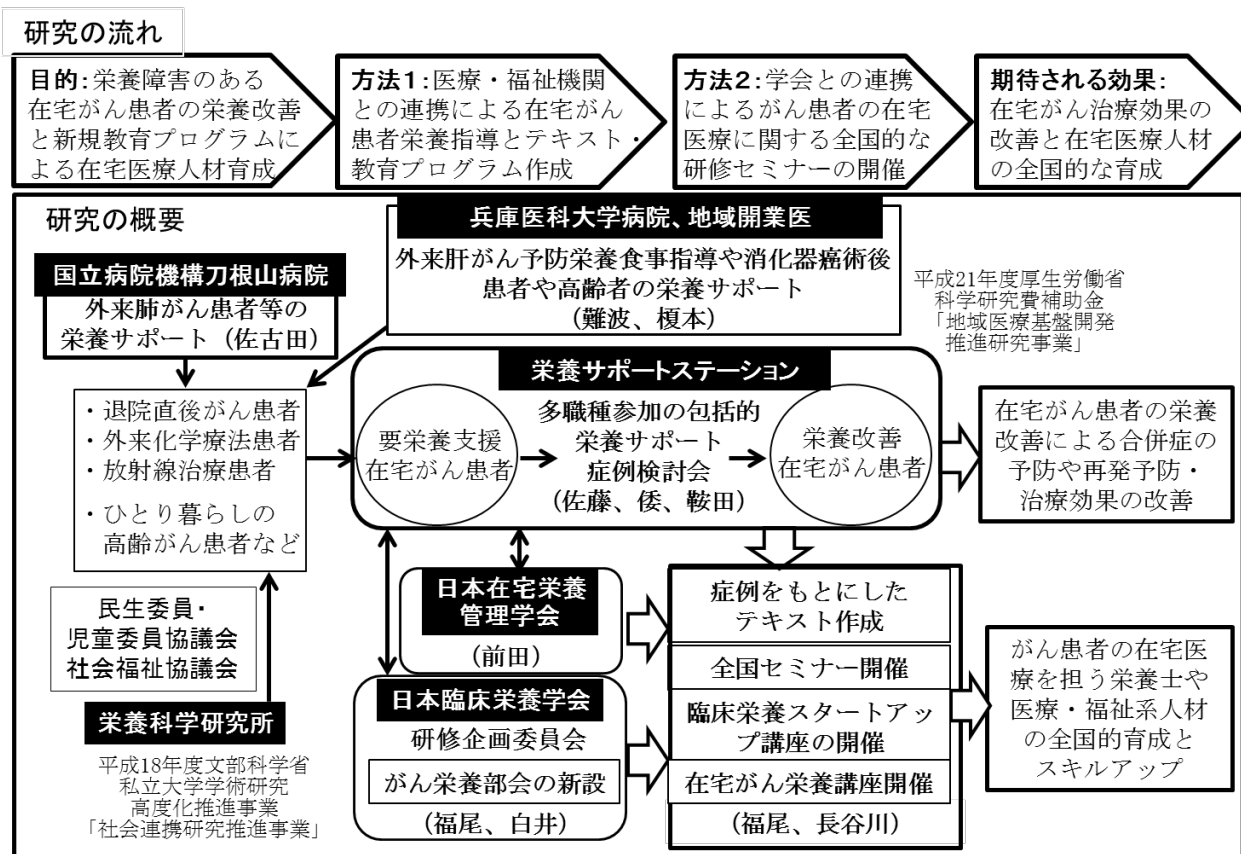 研究の流れ
目的：栄養障害のある
在宅がん患者の栄養改善
と新規教育プログラムに
よる在宅医療人材育成
方法1：医療・福祉機関
との連携による在宅がん
患者栄養指導とテキスト・
教育プログラム作成
方法2：学会との連携
によるがん患者の在宅
医療に関する全国的な
研修セミナーの開催
期待される効果：
在宅がん治療効果の
改善と在宅医療人材
の全国的な育成
研究の概要
兵庫医科大学病院、地域開業医
外来肝がん予防栄養食事指導や消化器癌術後
患者や高齢者の栄養サポート
（難波、榎本）
国立病院機構刀根山病院
外来肺がん患者等の
栄養サポート（佐古田）
平成21年度厚生労働省
科学研究費補助金
「地域医療基盤開発
推進研究事業」
・退院直後がん患者
・外来化学療法患者
・放射線治療患者
・ひとり暮らしの
高齢がん患者など
栄養サポートステーション
要栄養支援
在宅がん患者
多職種参加の包括的
栄養サポート
症例検討会
（佐藤、倭、鞍田）
栄養改善
在宅がん患者
在宅がん患者の栄養
改善による合併症の
予防や再発予防・
治療効果の改善
民生委員・
児童委員協議会
社会福祉協議会
栄養科学研究所
平成18年度文部科学省
私立大学学術研究
高度化推進事業
「社会連携研究推進事業」
日本在宅栄養
管理学会
（前田）
日本臨床栄養学会
研修企画委員会
がん栄養部会の新設
（福尾、白井）
症例をもとにした
テキスト作成
全国セミナー開催
臨床栄養スタートアッ
プ講座の開催
在宅がん栄養講座開催
（福尾、長谷川）
がん患者の在宅医
療を担う栄養士や
医療・福祉系人材
の全国的育成と
スキルアップ